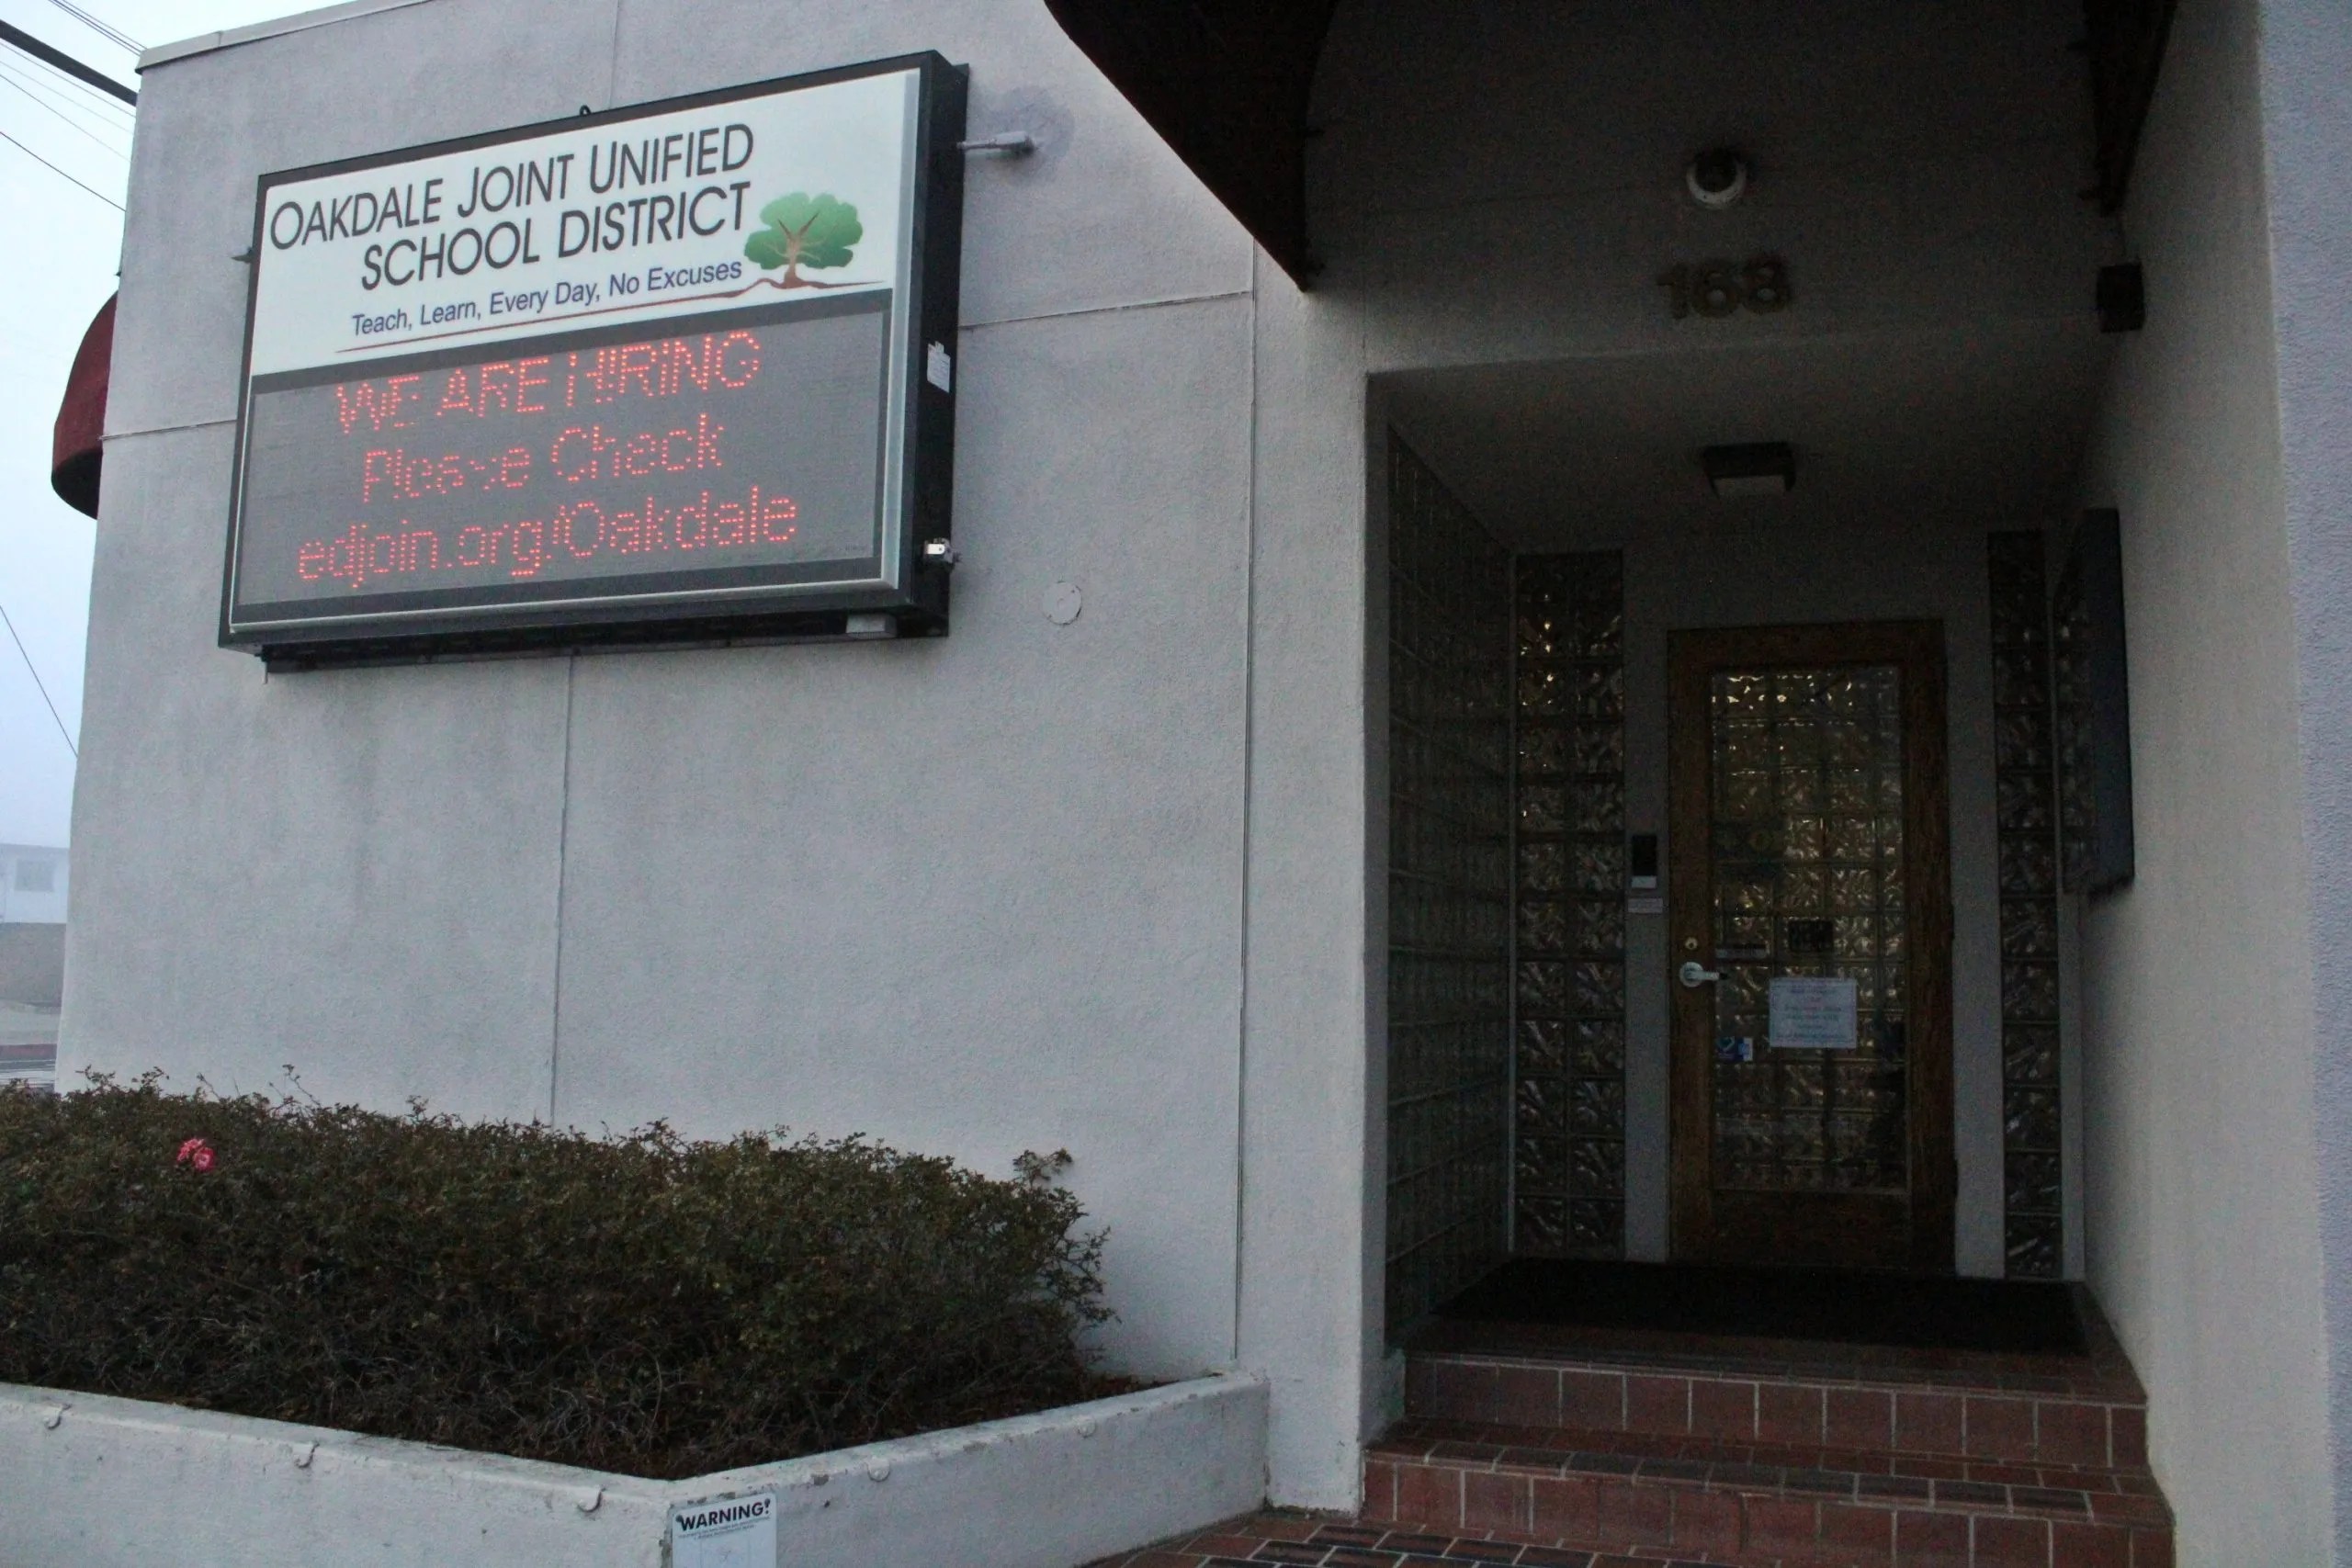 OAKDALE JOINT UNIFIED
SCHOOL DISTRICT
Teach, Learn, Every Day, No Excuses
WE ARE HIRING
Please Check
edjoin.org/Oakdale
168
WARNING!